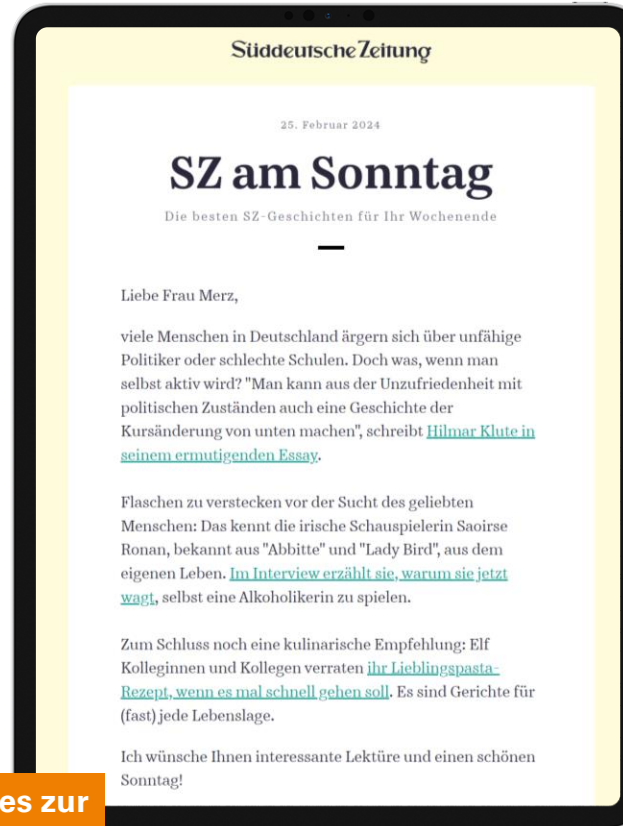 Süddeutsche Zeitung
25. Februar 2024
SZ am Sonntag
Die besten SZ-Geschichten für Ihr Wochenende
Liebe Frau Merz,
viele Menschen in Deutschland ärgern sich über unfähige
Politiker oder schlechte Schulen. Doch was, wenn man
selbst aktiv wird? "Man kann aus der Unzufriedenheit mit
politischen Zuständen auch eine Geschichte der
Kursänderung von unten machen", schreibt Hilmar Klute in
seinem ermutigenden Essay.
Flaschen zu verstecken vor der Sucht des geliebten
Menschen: Das kennt die irische Schauspielerin Saoirse
Ronan, bekannt aus "Abbitte" und "Lady Bird", aus dem
eigenen Leben. Im Interview erzählt sie, warum sie jetzt
wagt, selbst eine Alkoholikerin zu spielen.
Zum Schluss noch eine kulinarische Empfehlung: Elf
Kolleginnen und Kollegen verraten ihr Lieblingspasta-
Rezept, wenn es mal schnell gehen soll. Es sind Gerichte für
(fast) jede Lebenslage.
Ich wünsche Ihnen interessante Lektüre und einen schönen
Sonntag!
es zur